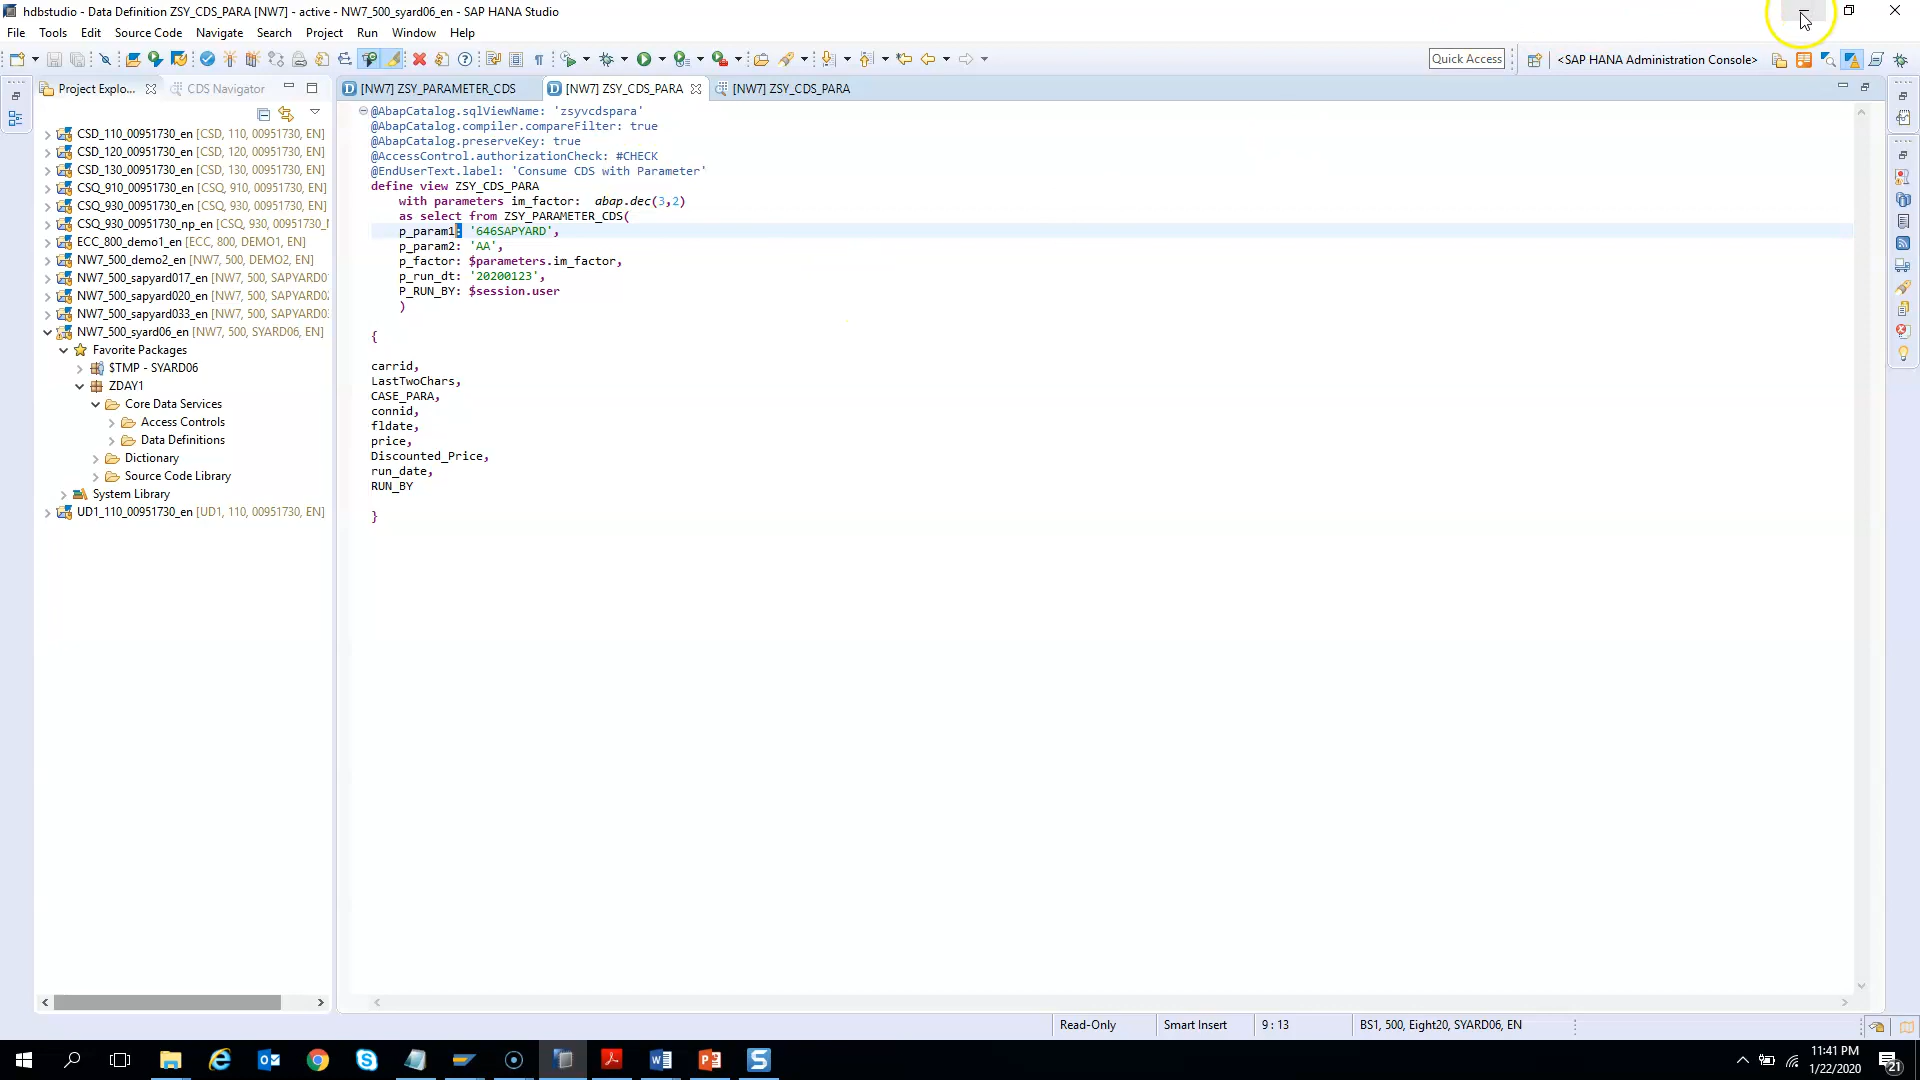 hdbstudio - Data Definition ZSY_CDS_PARA [NW7] - active - NW7_500_syard06_en - SAP HANA Studio
File Tools Edit Source Code Navigate Search Project Run Window Help
Quick Access
<SAP HANA Administration Console>
Project Explo...
CDS Navigator
[NW7] ZSY_PARAMETER_CDS
[NW7] ZSY_CDS_PARA
[NW7] ZSY_CDS_PARA
CSD_110_00951730_en [CSD, 110, 00951730, EN]
CSD_120_00951730_en [CSD, 120, 00951730, EN]
CSD_130_00951730_en [CSD, 130, 00951730, EN]
CSQ_910_00951730_en [CSQ, 910, 00951730, EN]
CSQ_930_00951730_en [CSQ, 930, 00951730, EN]
CSQ_930_00951730_np_en [CSQ, 930, 00951730, N
ECC_800_demo1_en [ECC, 800, DEMO1, EN]
NW7_500_demo2_en [NW7, 500, DEMO2, EN]
NW7_500_sapyard017_en [NW7, 500, SAPYARD0
NW7_500_sapyard020_en [NW7, 500, SAPYARD0
NW7_500_sapyard033_en [NW7, 500, SAPYARD0
NW7_500_syard06_en [NW7, 500, SYARD06, EN]
Favorite Packages
$TMP - SYARD06
ZDAY1
Core Data Services
Access Controls
Data Definitions
Dictionary
Source Code Library
System Library
UD1_110_00951730_en [UD1, 110, 00951730, EN]
@AbapCatalog.sqlViewName: 'zsyvcdspara'
@AbapCatalog.compiler.compareFilter: true
@AbapCatalog.preserveKey: true
@AccessControl.authorizationCheck: #CHECK
@EndUserText.label: 'Consume CDS with Parameter'
define view ZSY_CDS_PARA
with parameters im_factor: abap.dec(3,2)
as select from ZSY_PARAMETER_CDS(
p_param1: '646SAPYARD',
p_param2: 'AA',
p_factor: $parameters.im_factor,
p_run_dt: '20200123',
P_RUN_BY: $session.user
)
{
carrid,
LastTwoChars,
CASE_PARA,
connid,
fldate,
price,
Discounted_Price,
run_date,
RUN_BY
}
Read-Only
Smart Insert
9 : 13
BS1, 500, Eight20, SYARD06, EN
11:41 PM
1/22/2020
21